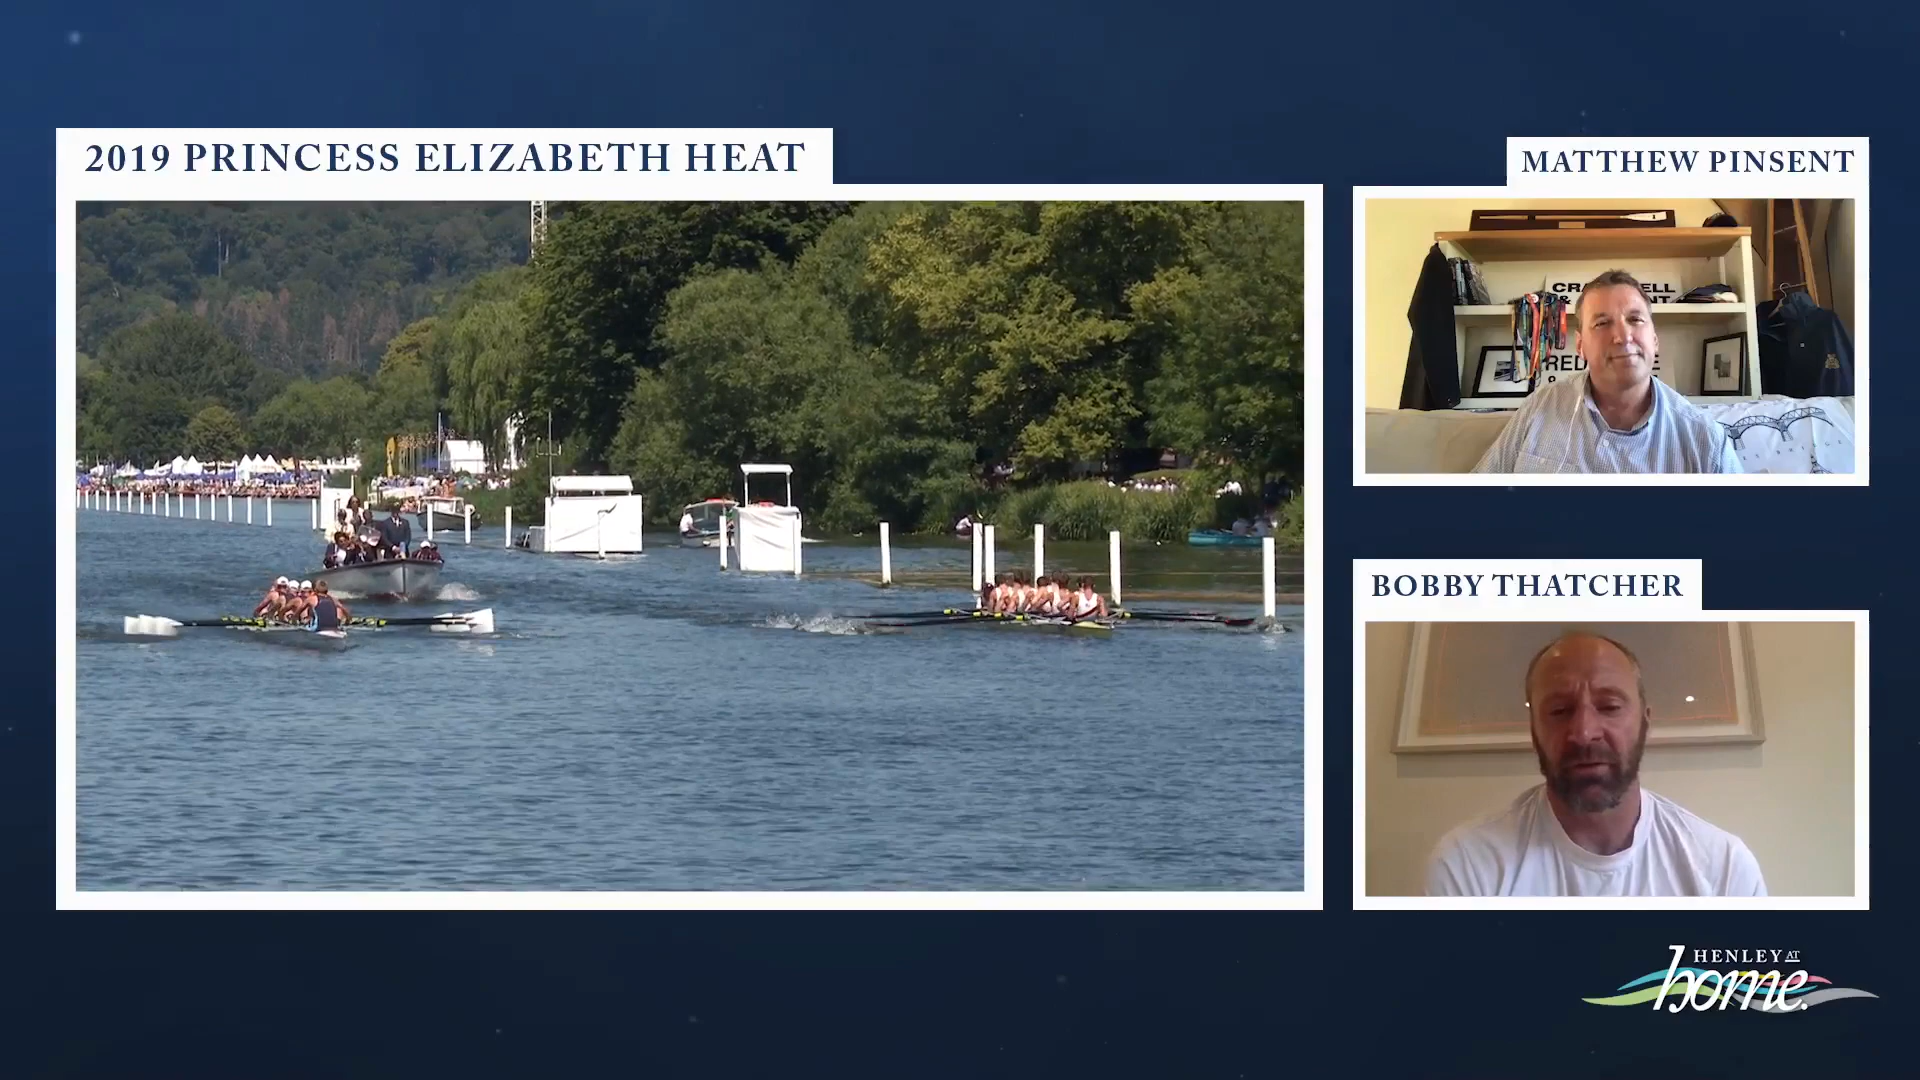 2019 PRINCESS ELIZABETH HEAT
MATTHEW PINSENT
BOBBY THATCHER
HENLEY AT
home.